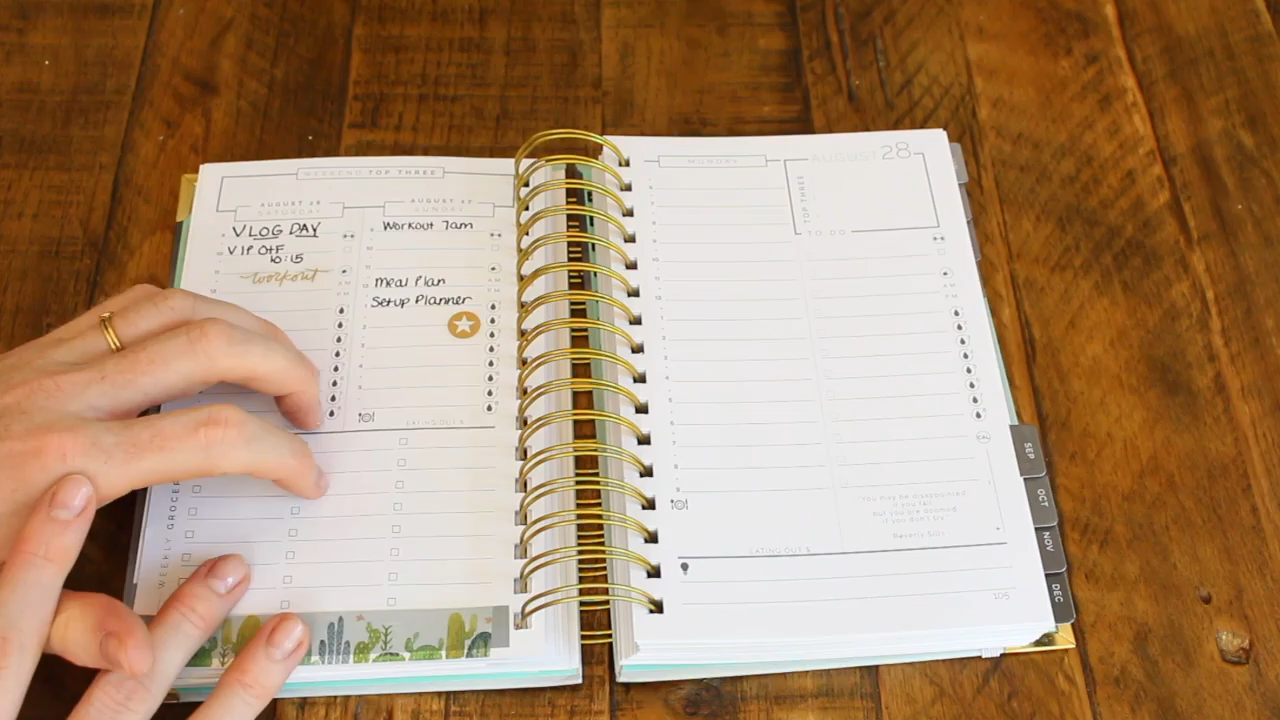 WEEKEND TOP THREE
AUGUST 26
SATURDAY
VLOG DAY
VIP OTF
10:15
workout
AUGUST 27
SUNDAY
Workout 7am
Meal Plan
Setup Planner
EATING OUT $
WEEKLY GROCER
MONDAY
AUGUST 28
TOP THREE
TO DO
"You may be disappointed
if you fail,
but you are doomed
if you don't try."
Beverly Sills
EATING OUT $
105
SEP
OCT
NOV
DEC